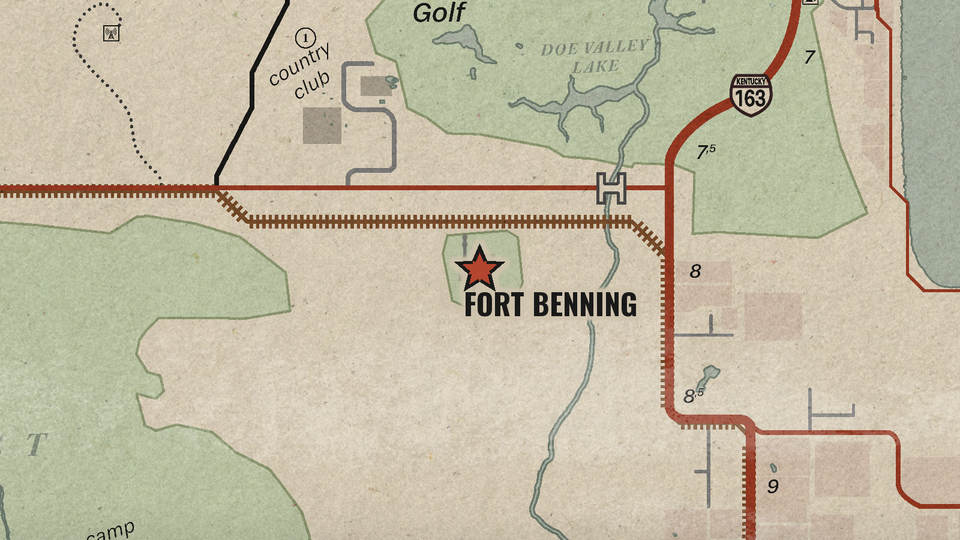 Golf
1
country
club
DOE VALLEY
LAKE
7
KENTUCKY
163
7,5
8
FORT BENNING
8,5
T
9
camp